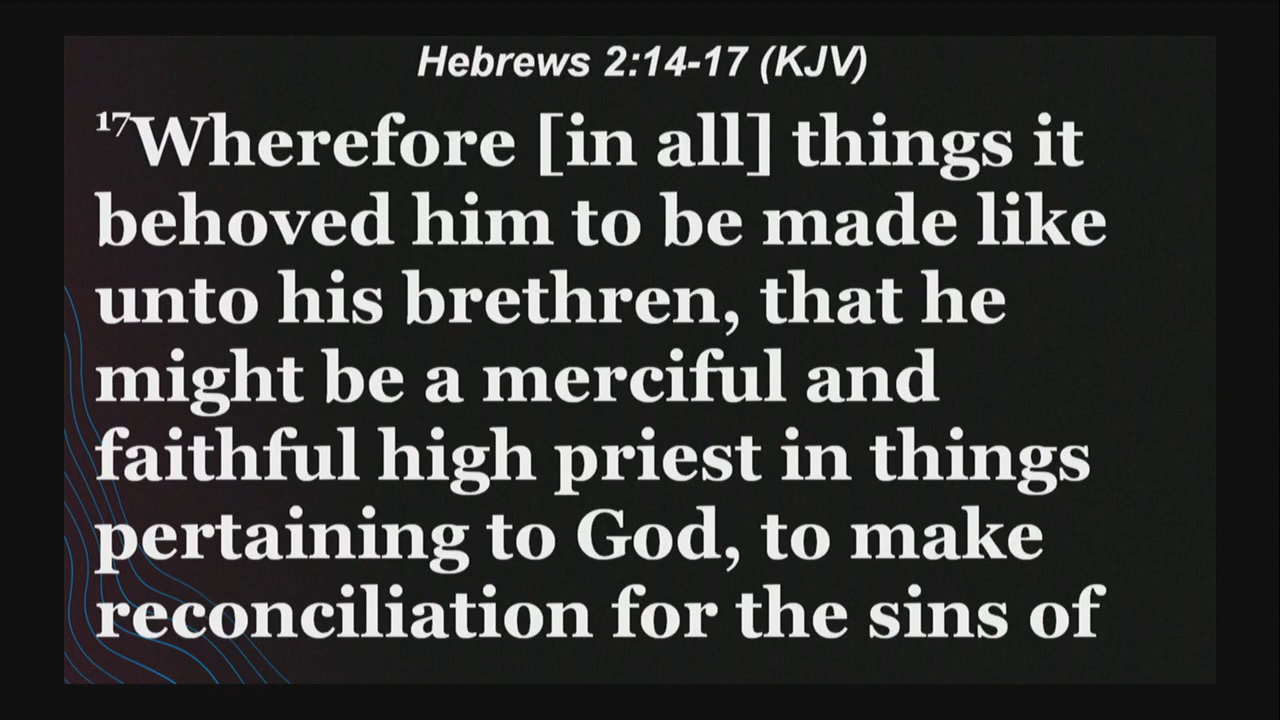 Hebrews 2:14-17 (KJV)
¹⁷Wherefore [in all] things it
behoved him to be made like
unto his brethren, that he
might be a merciful and
faithful high priest in things
pertaining to God, to make
reconciliation for the sins of